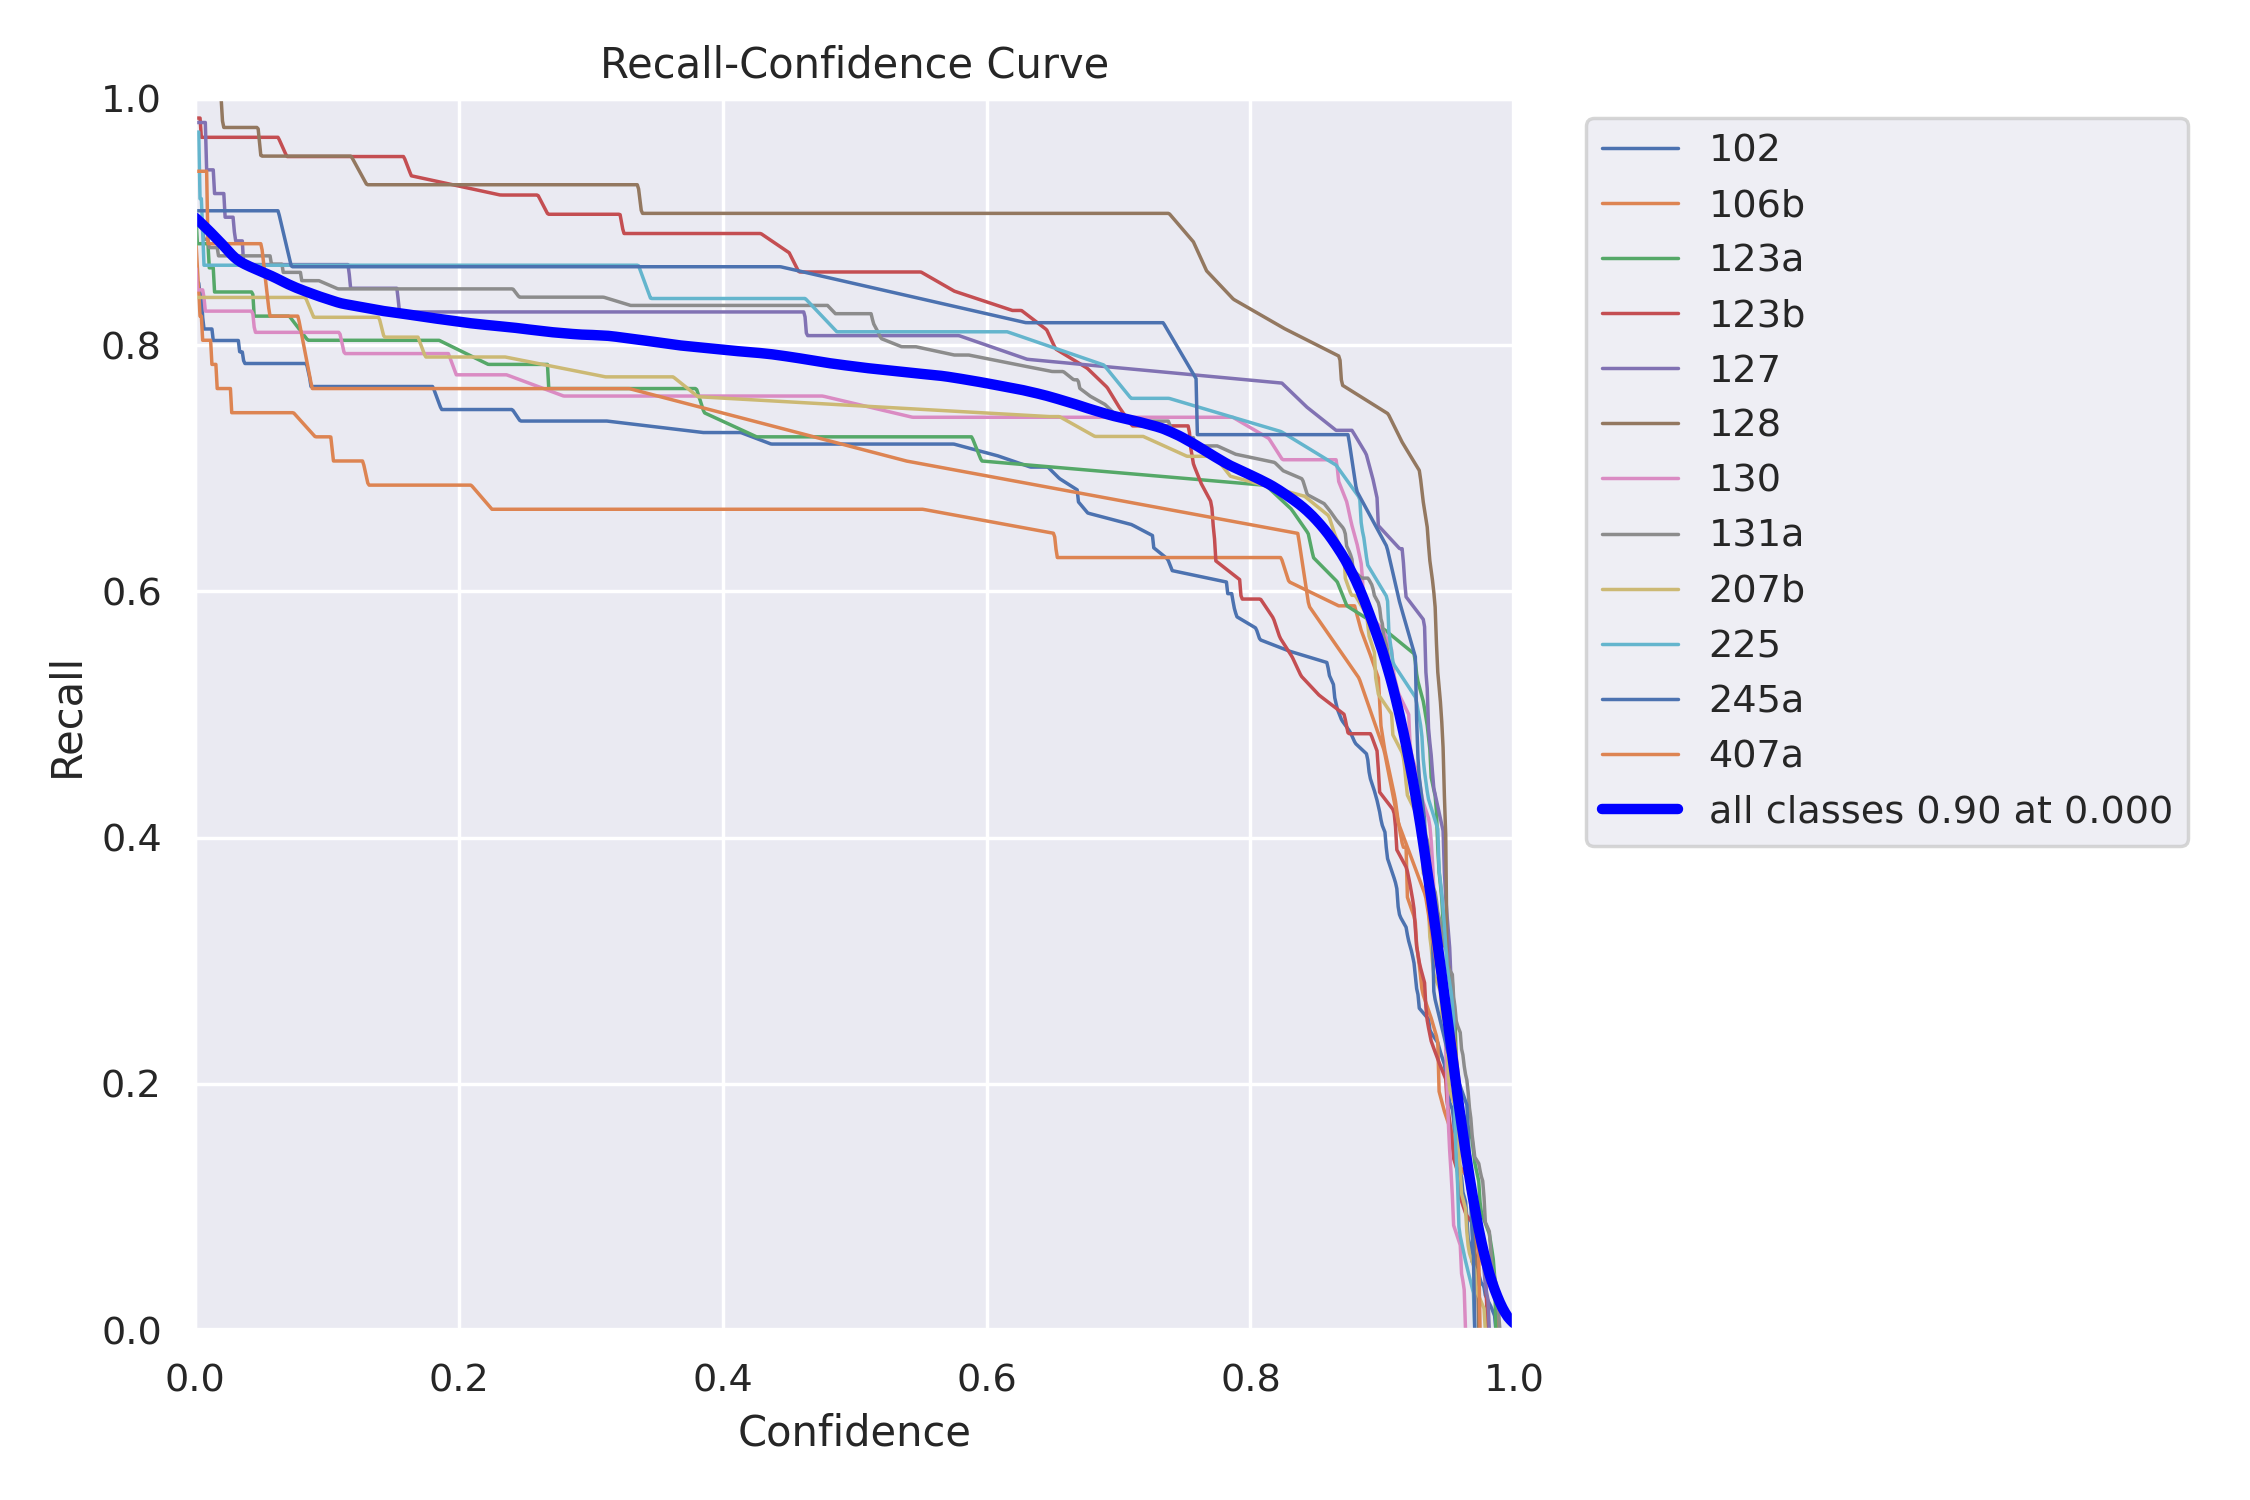 Recall-Confidence Curve
1.0
0.8
0.6
0.4
0.2
0.0
Recall
0.0 0.2 0.4 0.6 0.8 1.0
Confidence
102
106b
123a
123b
127
128
130
131a
207b
225
245a
407a
all classes 0.90 at 0.000